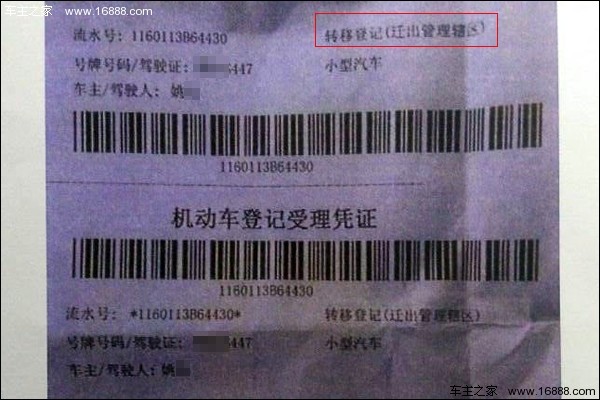 车主之家 www.16888.com
流水号: 1160113B64430 转移登记(迁出管理辖区)
号牌号码/驾驶证: 447 小型汽车
车主/驾驶人: 姚
1160113B64430
机动车登记受理凭证
1160113B64430
流水号: *1160113B64430* 转移登记(迁出管理辖区)
号牌号码/驾驶证: 447 小型汽车
车主/驾驶人: 姚
车主之家 www.16888.com